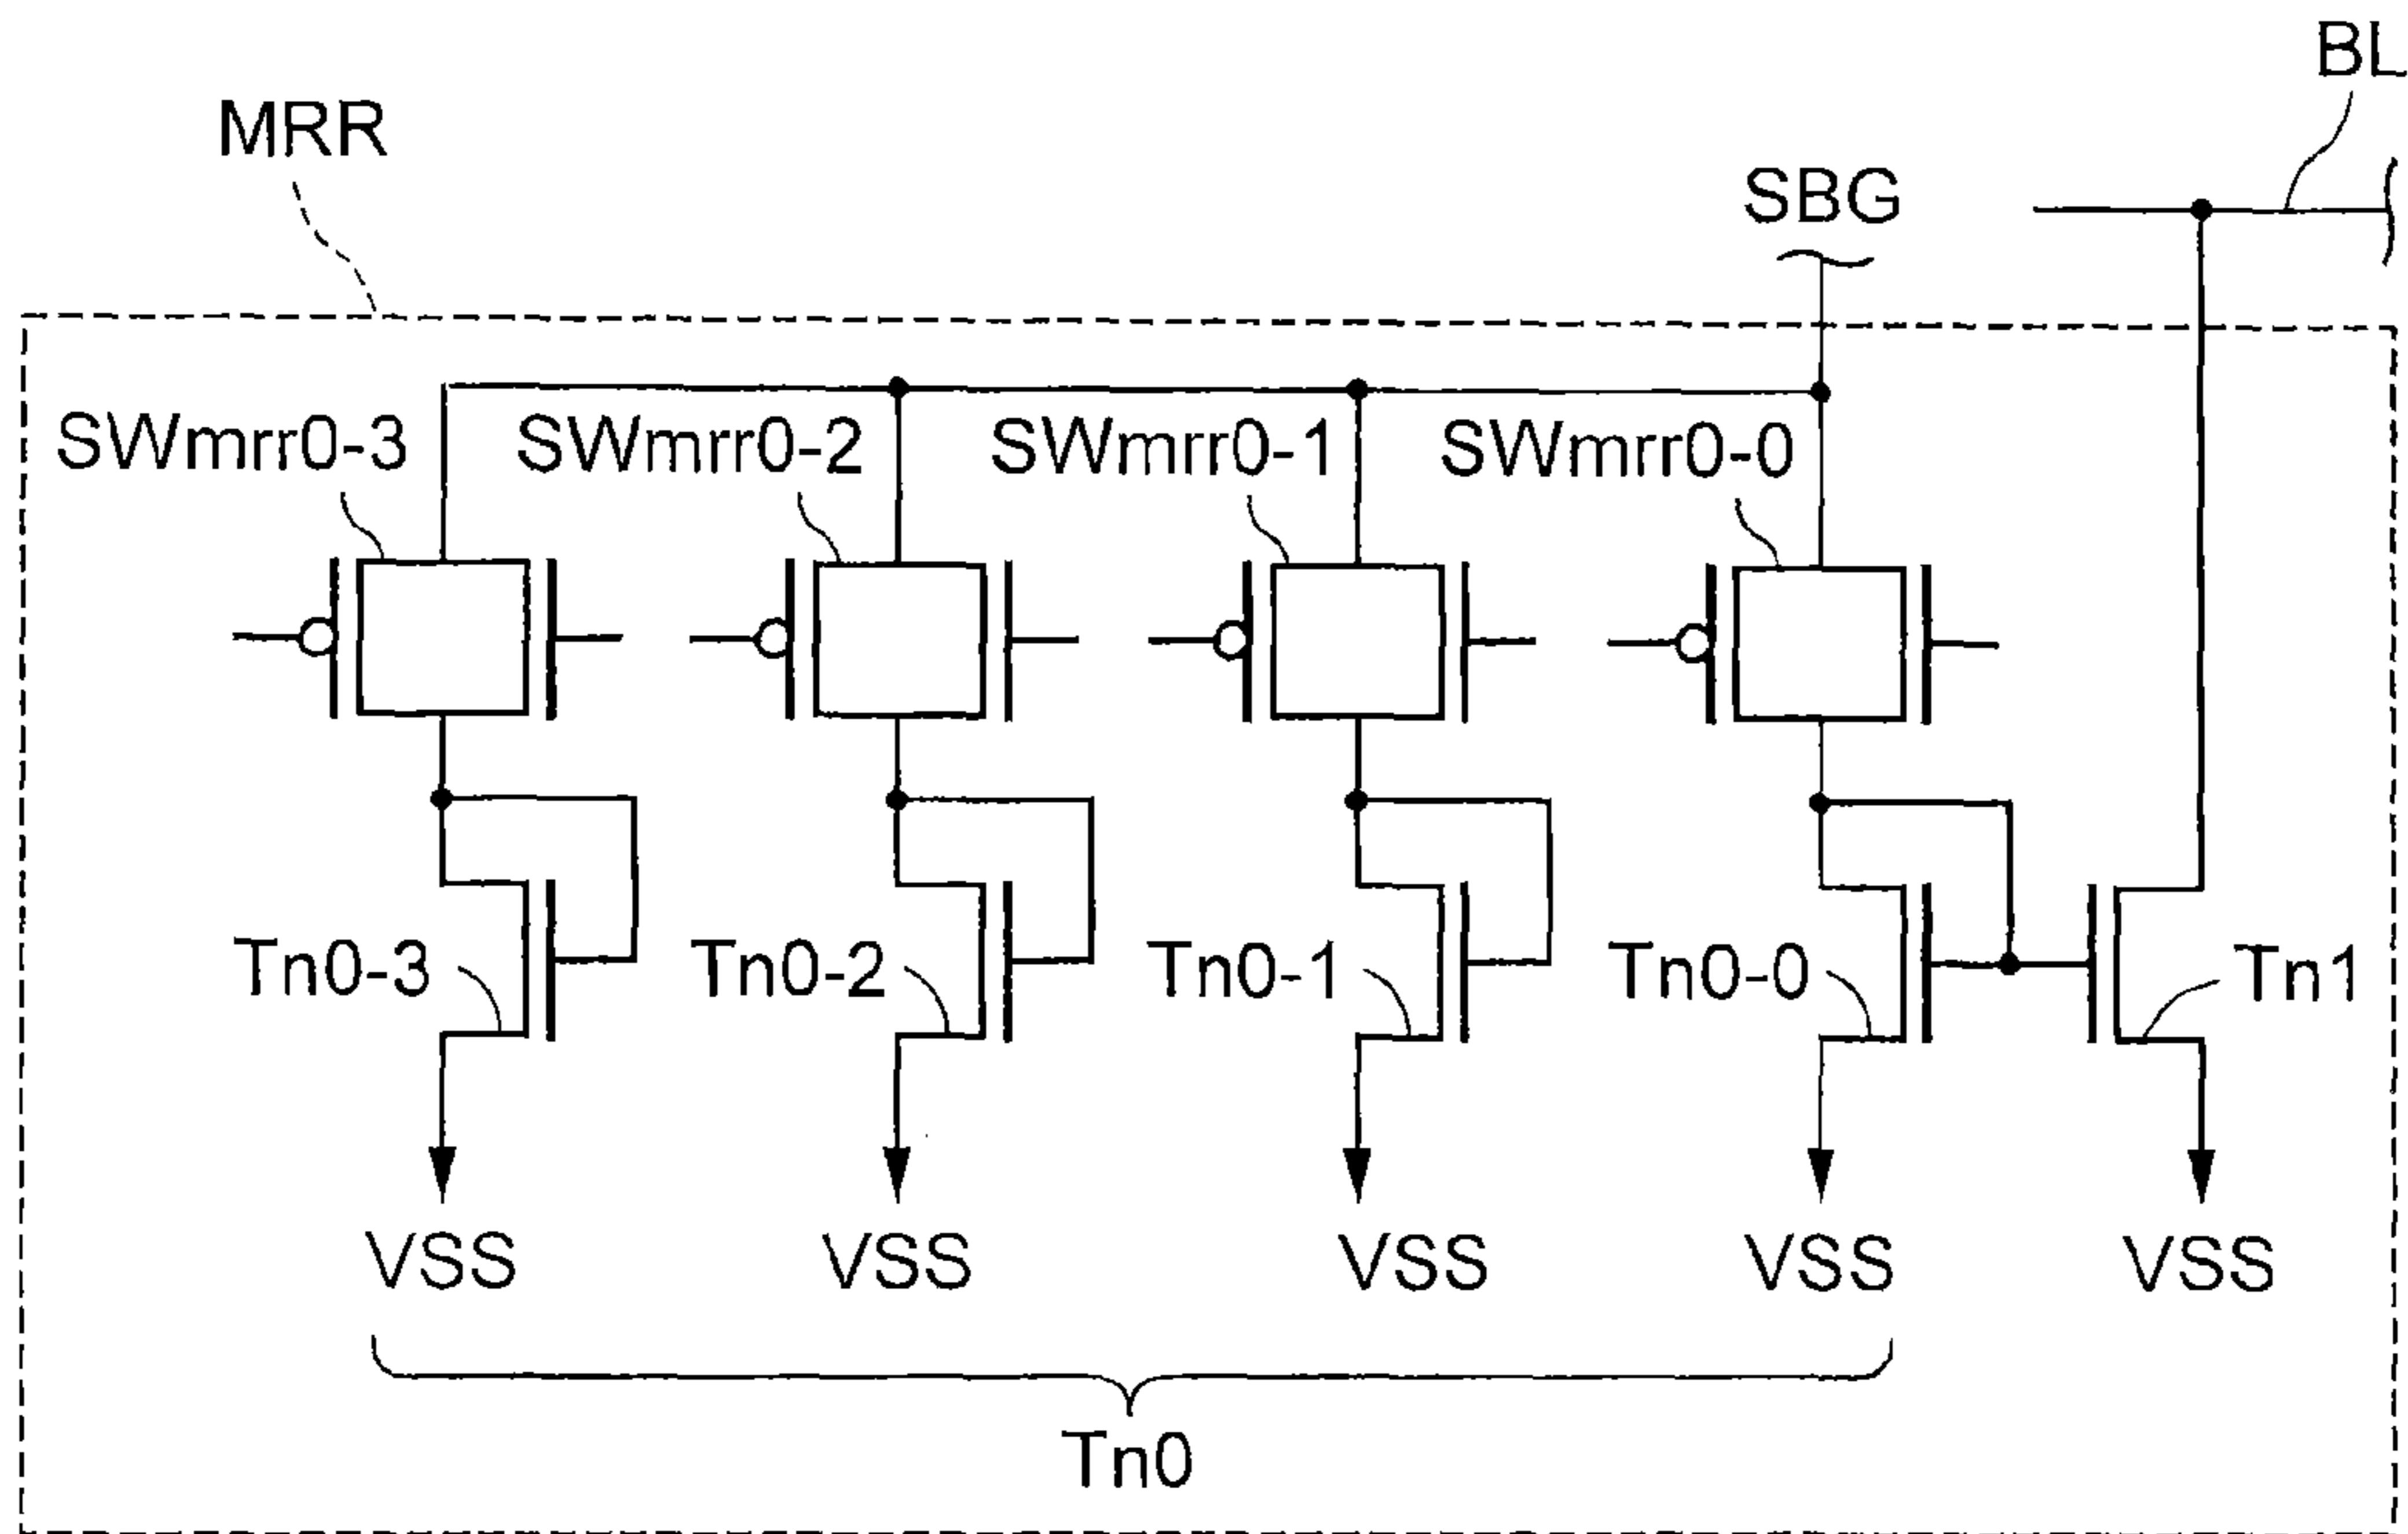 BL
MRR
SBG
SWmrr0-3 SWmrr0-2 SWmrr0-1 SWmrr0-0
Tn0-3 Tn0-2 Tn0-1 Tn0-0 Tn1
VSS VSS VSS VSS VSS
Tn0